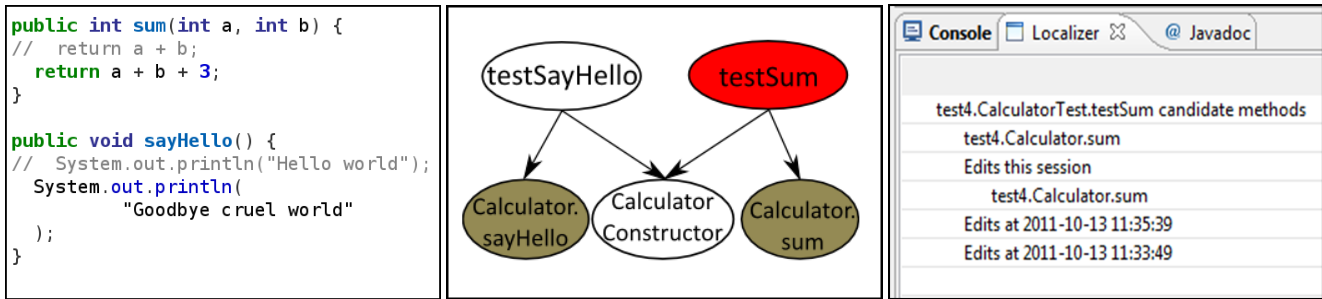 public int sum(int a, int b) {
//  return a + b;
  return a + b + 3;
}
public void sayHello() {
//  System.out.println("Hello world");
  System.out.println(
          "Goodbye cruel world"
  );
}
testSayHello
testSum
Calculator.
sayHello
Calculator
Constructor
Calculator.
sum
Console Localizer @ Javadoc
test4.CalculatorTest.testSum candidate methods
test4.Calculator.sum
Edits this session
test4.Calculator.sum
Edits at 2011-10-13 11:35:39
Edits at 2011-10-13 11:33:49